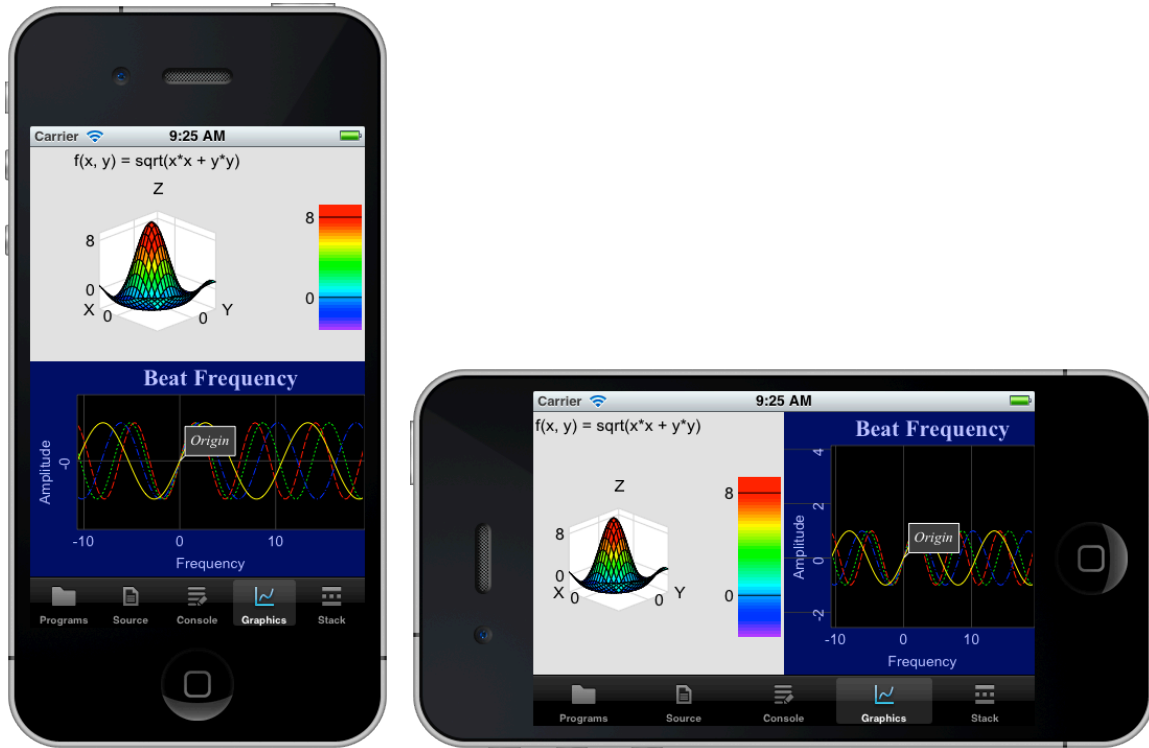 Carrier 9:25 AM
f(x, y) = sqrt(x*x + y*y)
Z
8
0
X 0
0 Y
8
0
Beat Frequency
Amplitude
-0
Origin
-10 0 10
Frequency
Programs Source Console Graphics Stack
Carrier 9:25 AM
f(x, y) = sqrt(x*x + y*y)
Z
8
0
X 0
0 Y
8
0
Beat Frequency
Amplitude
4
2
0
-2
Origin
-10 0 10
Frequency
Programs Source Console Graphics Stack